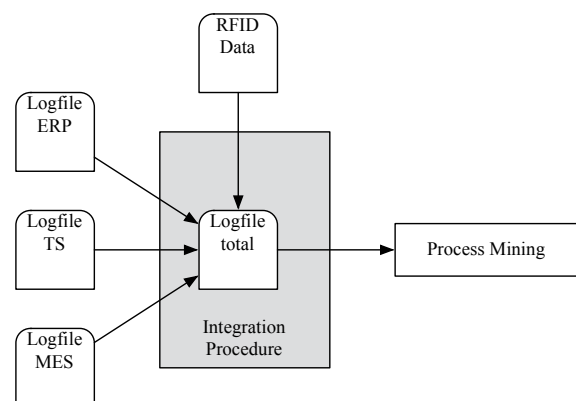 RFID
Data
Logfile
ERP
Logfile
TS
Logfile
total
Process Mining
Integration
Procedure
Logfile
MES